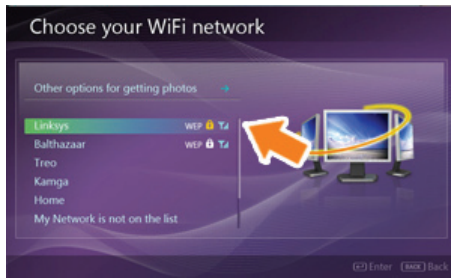 Choose your WiFi network
Other options for getting photos
Linksys WEP
Balthazaar WEP
Treo
Kamga
Home
My Network is not on the list
Enter BACK Back